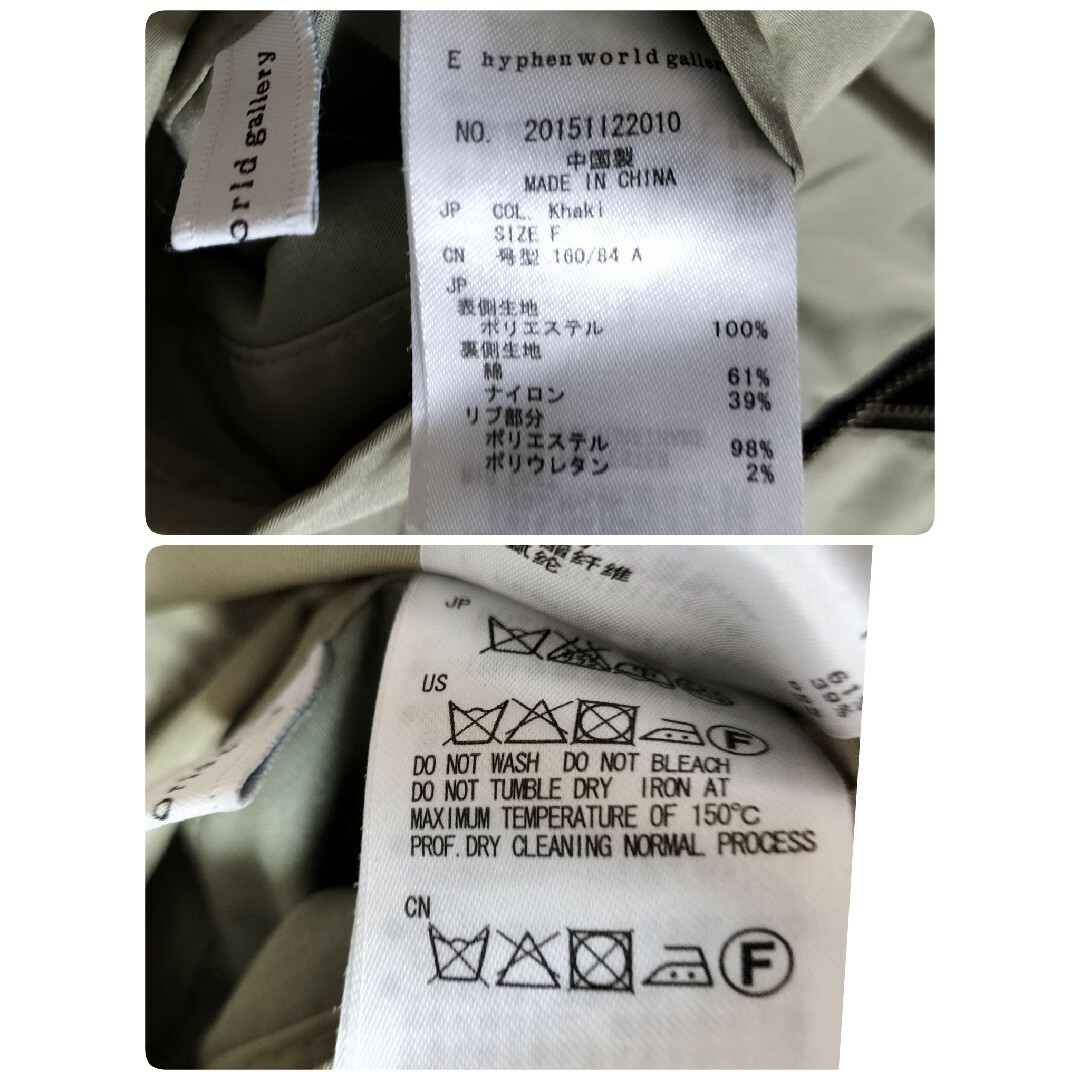 orld gallery
E hyphen world gallery
NO. 20151122010
中国製
MADE IN CHINA
JP COL. Khaki
SIZE F
CN 号型 160/84 A
JP
表側生地
ポリエステル 100%
裏側生地
綿 61%
ナイロン 39%
リブ部分
ポリエステル 98%
ポリウレタン 2%
纤维
JP
39%
US
F
DO NOT WASH DO NOT BLEACH
DO NOT TUMBLE DRY IRON AT
MAXIMUM TEMPERATURE OF 150℃
PROF. DRY CLEANING NORMAL PROCESS
CN
F